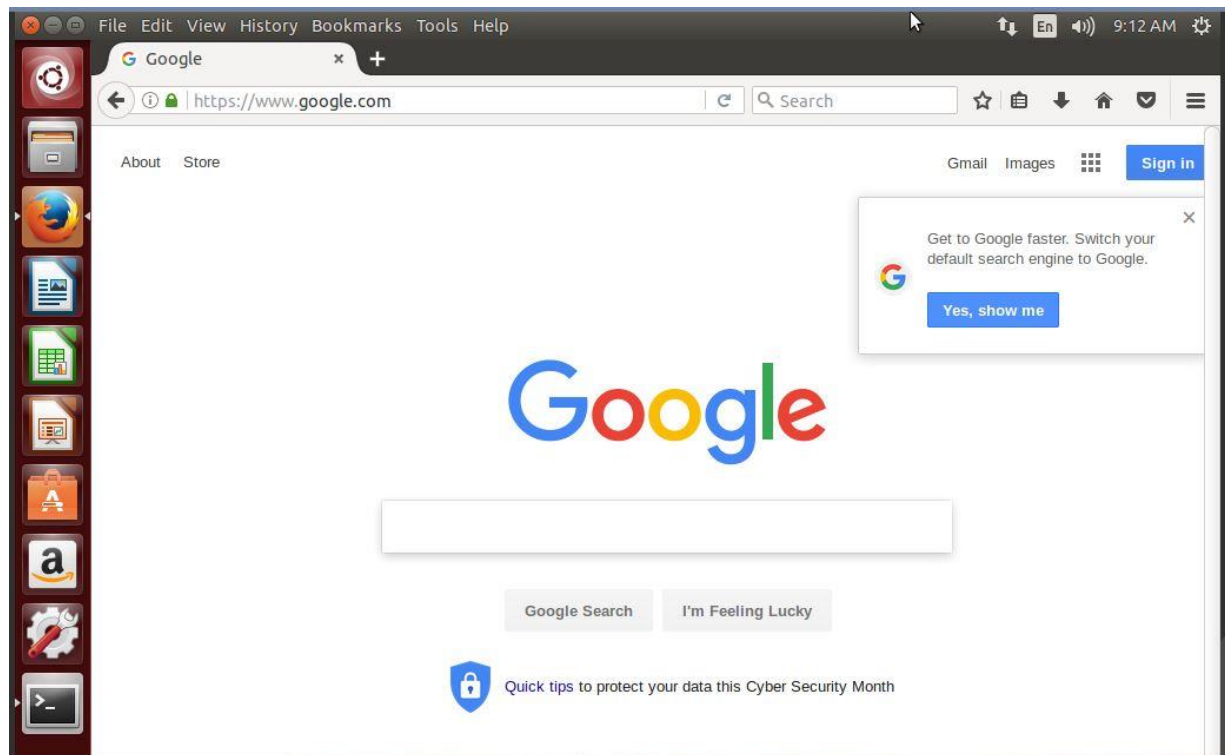 File Edit View History Bookmarks Tools Help En 9:12 AM
Google
https://www.google.com Search
About Store Gmail Images Sign in
Get to Google faster. Switch your
default search engine to Google.
Yes, show me
Google
Google Search I'm Feeling Lucky
Quick tips to protect your data this Cyber Security Month